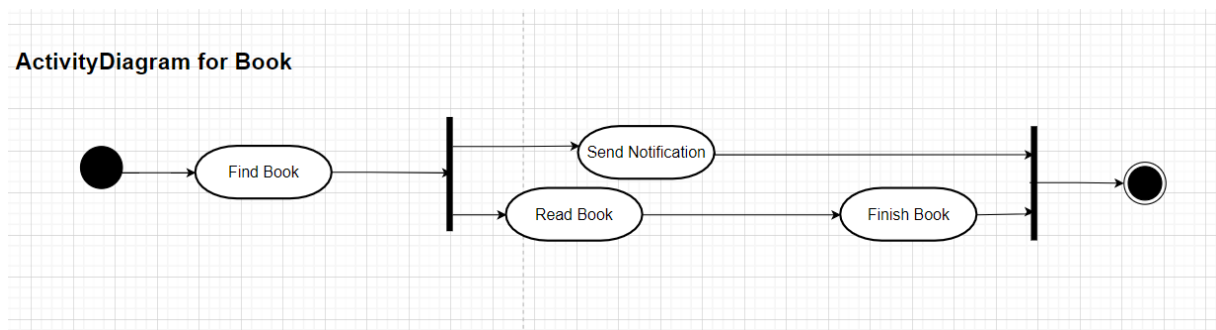 ActivityDiagram for Book
Find Book
Send Notification
Read Book
Finish Book